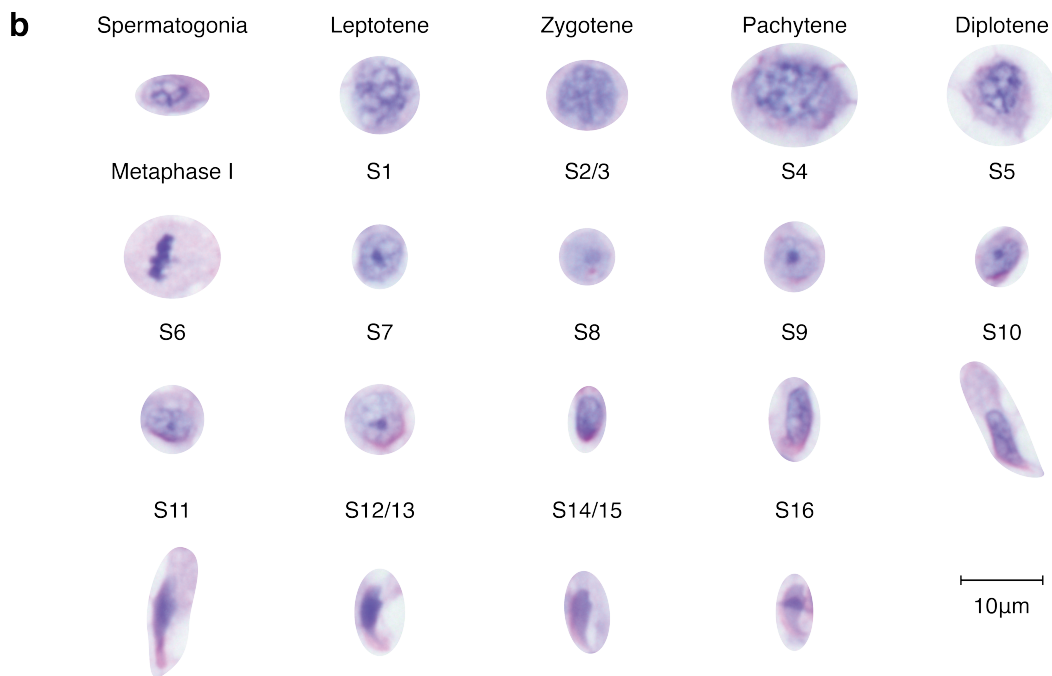 b
Spermatogonia Leptotene Zygotene Pachytene Diplotene
Metaphase I S1 S2/3 S4 S5
S6 S7 S8 S9 S10
S11 S12/13 S14/15 S16
10μm